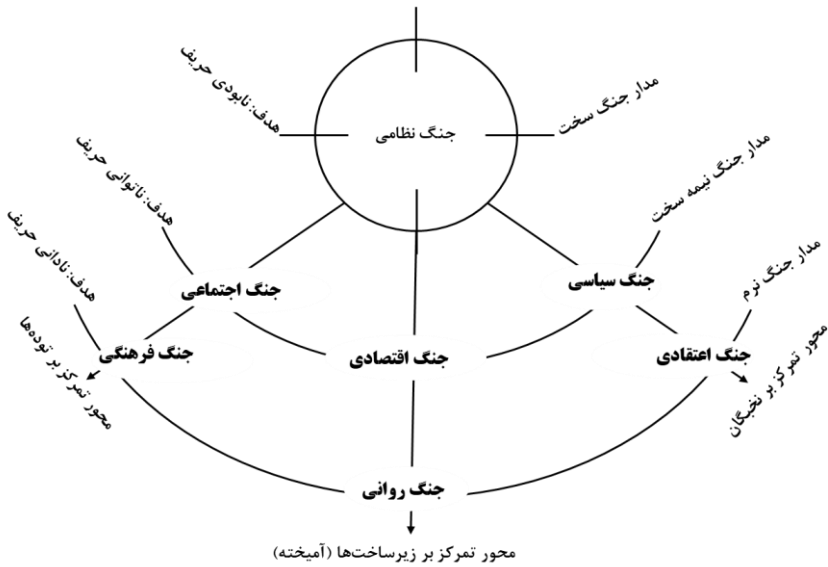 هدف: نابودی حریف
مدار جنگ سخت
جنگ نظامی
هدف: ناتوانی حریف
مدار جنگ نیمه سخت
هدف: نادانی حریف
مدار جنگ نرم
جنگ سیاسی
جنگ اجتماعی
جنگ فرهنگی
جنگ اقتصادی
جنگ اعتقادی
محور تمرکز بر توده‌ها
محور تمرکز بر نخبگان
جنگ روانی
محور تمرکز بر زیرساخت‌ها (آمیخته)